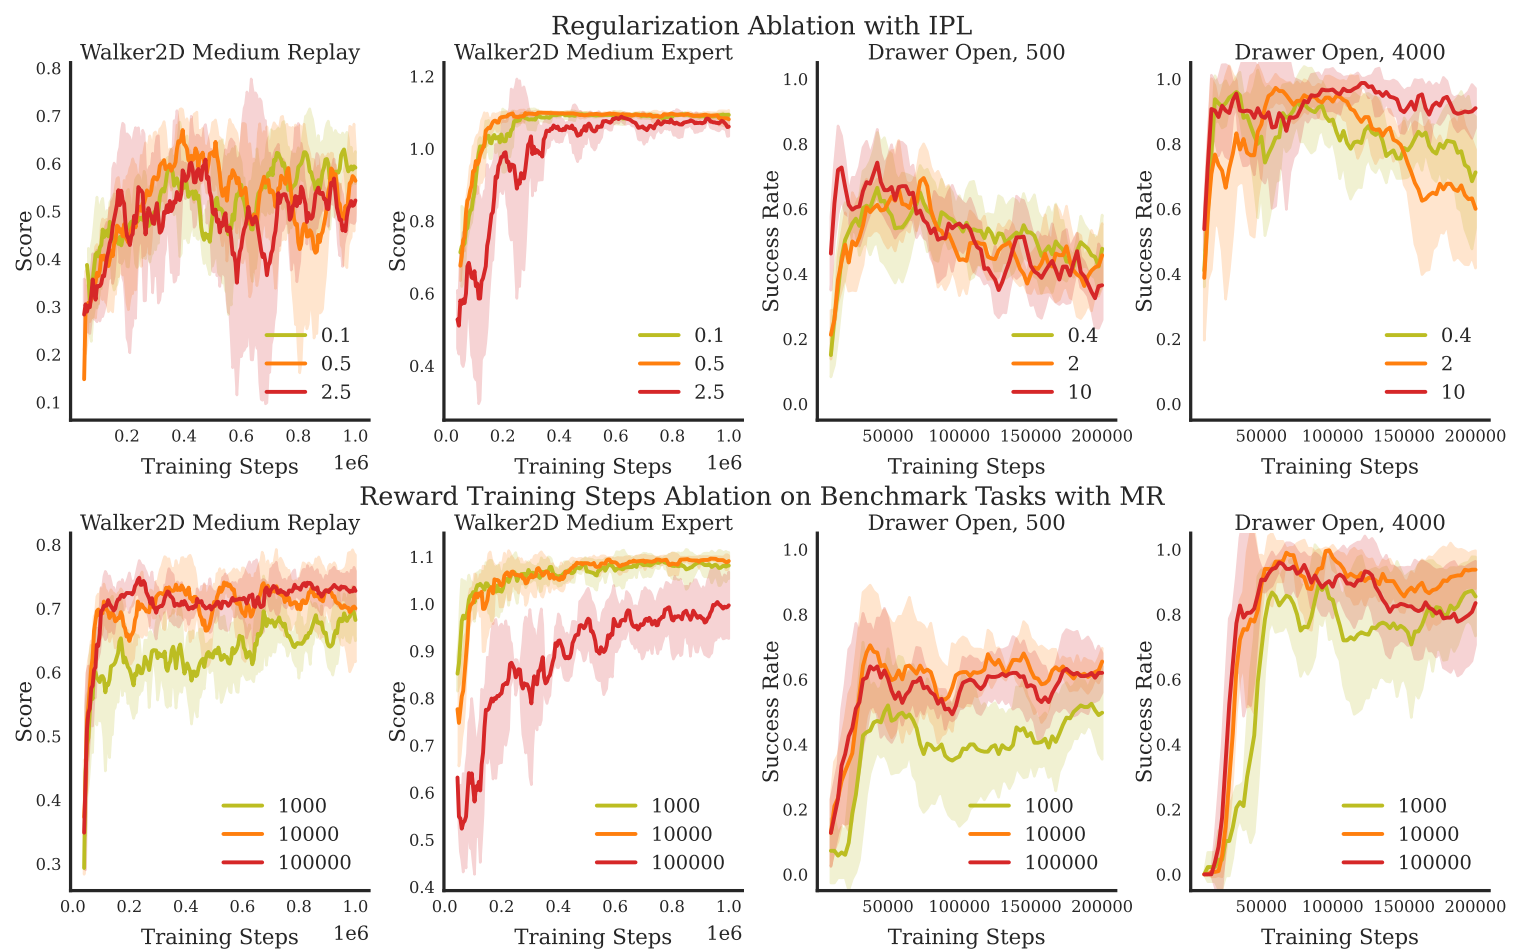 Regularization Ablation with IPL
Walker2D Medium Replay
Score
0.8
0.7
0.6
0.5
0.4
0.3
0.2
0.1
0.1
0.5
2.5
0.2 0.4 0.6 0.8 1.0
1e6
Training Steps
Walker2D Medium Expert
Score
1.2
1.0
0.8
0.6
0.4
0.1
0.5
2.5
0.0 0.2 0.4 0.6 0.8 1.0
1e6
Training Steps
Drawer Open, 500
Success Rate
1.0
0.8
0.6
0.4
0.2
0.0
0.4
2
10
50000 100000 150000 200000
Training Steps
Drawer Open, 4000
Success Rate
1.0
0.8
0.6
0.4
0.2
0.0
0.4
2
10
50000 100000 150000 200000
Training Steps
Reward Training Steps Ablation on Benchmark Tasks with MR
Walker2D Medium Replay
Score
0.8
0.7
0.6
0.5
0.4
0.3
1000
10000
100000
0.0 0.2 0.4 0.6 0.8 1.0
1e6
Training Steps
Walker2D Medium Expert
Score
1.1
1.0
0.9
0.8
0.7
0.6
0.5
0.4
1000
10000
100000
0.0 0.2 0.4 0.6 0.8 1.0
1e6
Training Steps
Drawer Open, 500
Success Rate
1.0
0.8
0.6
0.4
0.2
0.0
1000
10000
100000
50000 100000 150000 200000
Training Steps
Drawer Open, 4000
Success Rate
1.0
0.8
0.6
0.4
0.2
0.0
1000
10000
100000
50000 100000 150000 200000
Training Steps